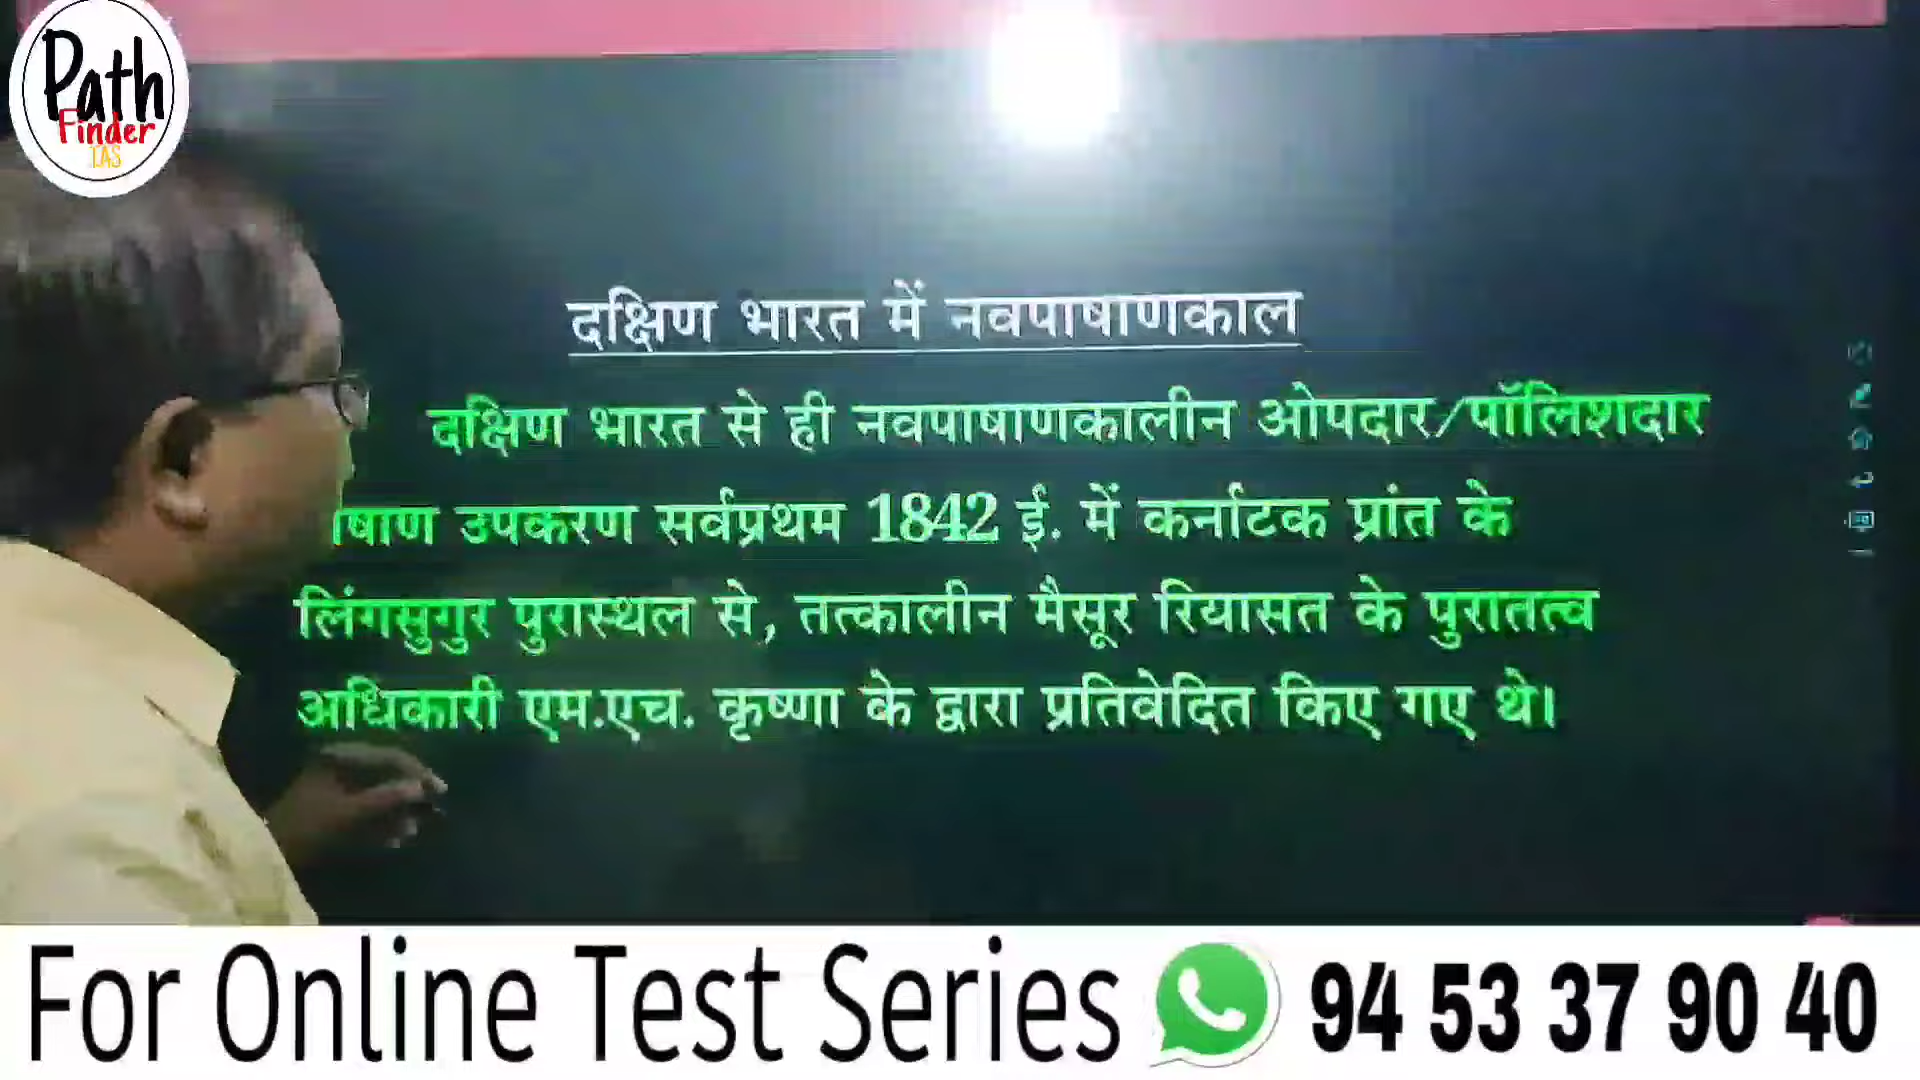 Path
Finder
IAS
दक्षिण भारत में नवपाषाणकाल
दक्षिण भारत से ही नवपाषाणकालीन ओपदार/पॉलिशदार
षाण उपकरण सर्वप्रथम 1842 ई. में कर्नाटक प्रांत के
लिंगसुगुर पुरास्थल से, तत्कालीन मैसूर रियासत के पुरातत्व
अधिकारी एम.एच. कृष्णा के द्वारा प्रतिवेदित किए गए थे।
For Online Test Series 94 53 37 90 40